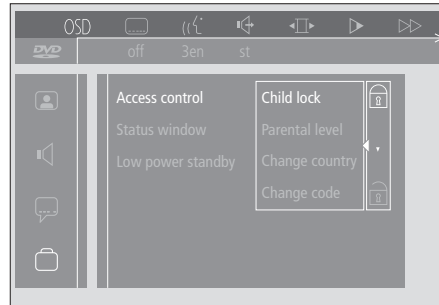 OSD
DVD off 3en st
Access control Child lock
Status window Parental level
Low power standby Change country
Change code